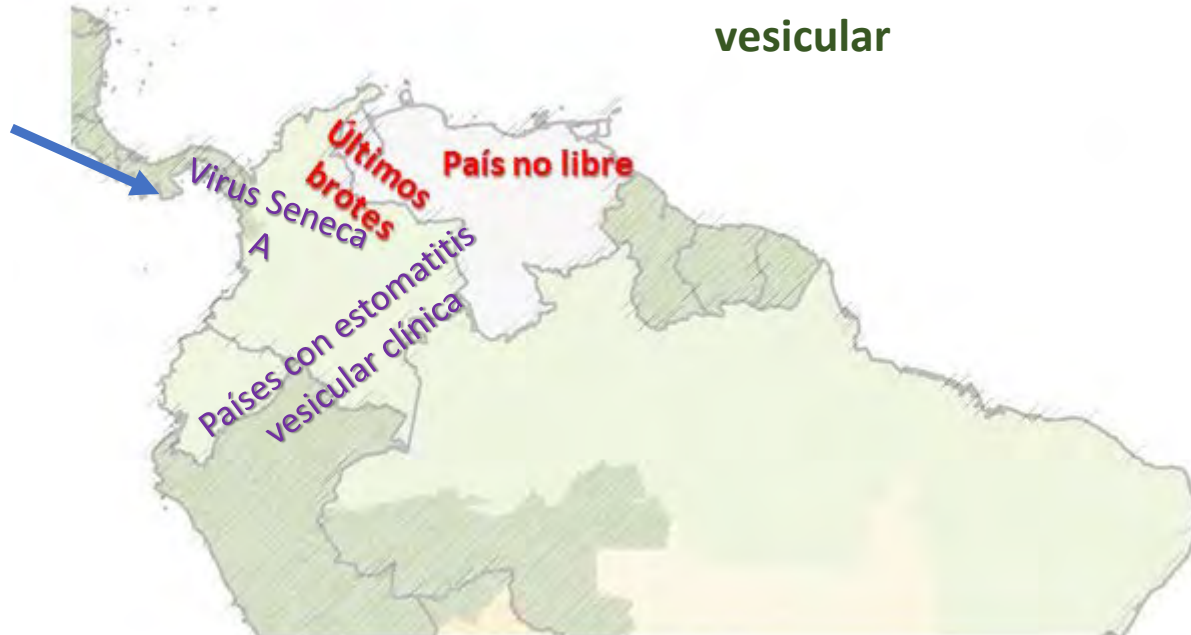 vesicular
Últimos
brotes
País no libre
Virus Seneca
A
Países con estomatitis
vesicular clínica